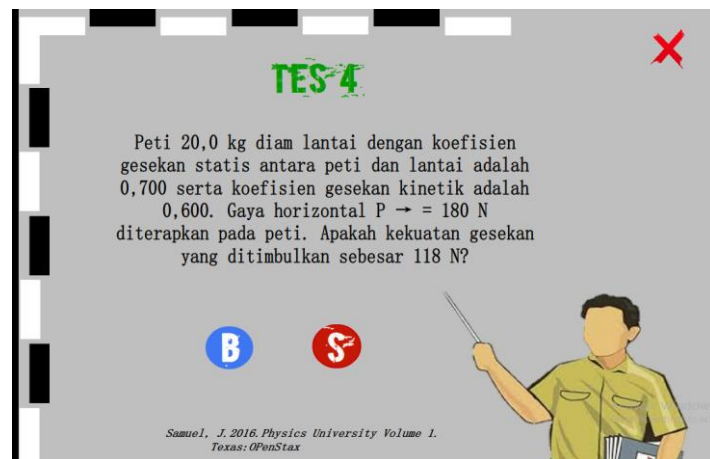 TES 4
Peti 20,0 kg diam lantai dengan koefisien
gesekan statis antara peti dan lantai adalah
0,700 serta koefisien gesekan kinetik adalah
0,600. Gaya horizontal P → = 180 N
diterapkan pada peti. Apakah kekuatan gesekan
yang ditimbulkan sebesar 118 N?
B
S
Samuel, J. 2016. Physics University Volume 1.
Texas: OPenStax